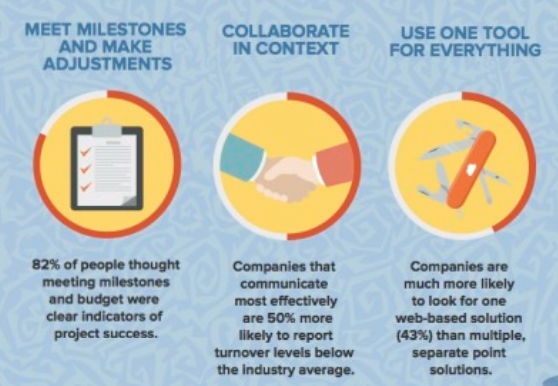 MEET MILESTONES
AND MAKE
ADJUSTMENTS
82% of people thought
meeting milestones
and budget were
clear indicators of
project success.
COLLABORATE
IN CONTEXT
Companies that
communicate
most effectively
are 50% more
likely to report
turnover levels below
the industry average.
USE ONE TOOL
FOR EVERYTHING
Companies are
much more likely
to look for one
web-based solution
(43%) than multiple,
separate point
solutions.